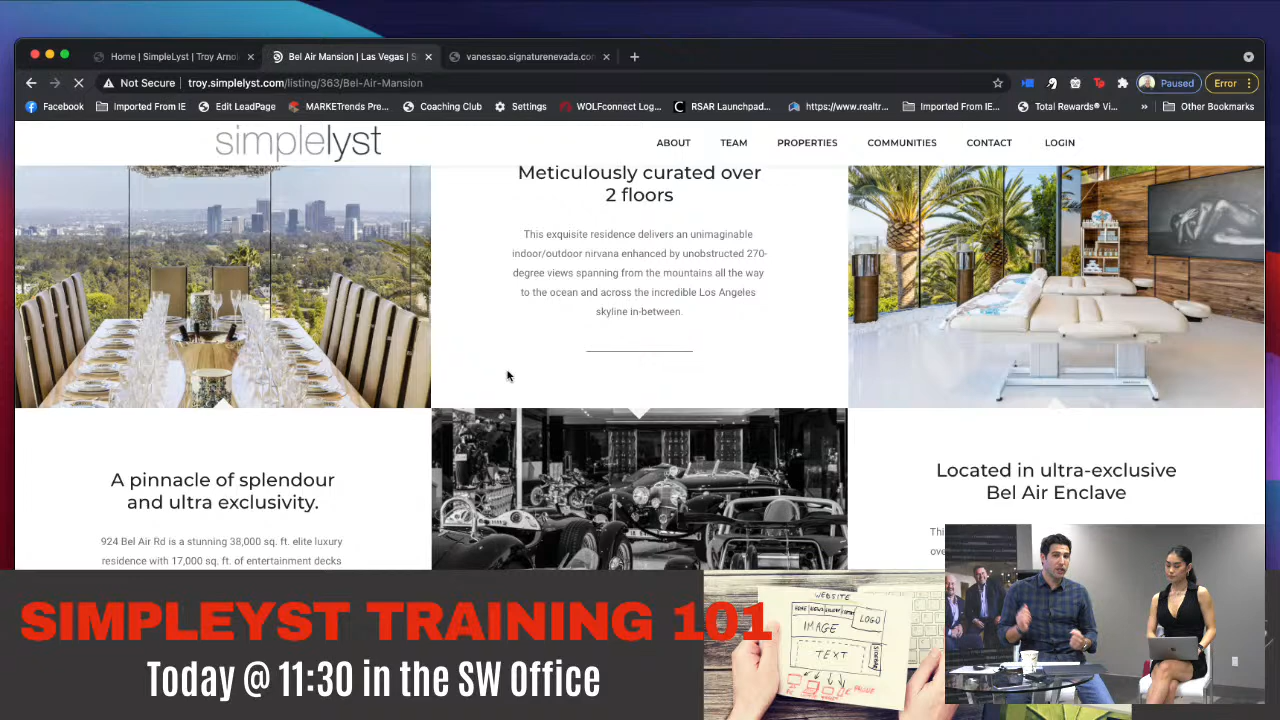 Home | SimpleLyst | Troy Arnol
Bel Air Mansion | Las Vegas | S
vanessao.signaturenevada.co
Not Secure
troy.simplelyst.com/listing/363/Bel-Air-Mansion
Paused
Error
Facebook
Imported From IE
Edit LeadPage
MARKETrends Pre...
Coaching Club
Settings
WOLFconnect Log...
RSAR Launchpad...
https://www.realtr...
Imported From IE...
Total Rewards® Vi...
»
Other Bookmarks
simplelyst
ABOUT
TEAM
PROPERTIES
COMMUNITIES
CONTACT
LOGIN
Meticulously curated over
2 floors
This exquisite residence delivers an unimaginable
indoor/outdoor nirvana enhanced by unobstructed 270-
degree views spanning from the mountains all the way
to the ocean and across the incredible Los Angeles
skyline in-between.
A pinnacle of splendour
and ultra exclusivity.
924 Bel Air Rd is a stunning 38,000 sq. ft. elite luxury
residence with 17,000 sq. ft. of entertainment decks
Located in ultra-exclusive
Bel Air Enclave
SIMPLEYST TRAINING 101
Today @ 11:30 in the SW Office
WEBSITE
LOGO
IMAGE
TEXT